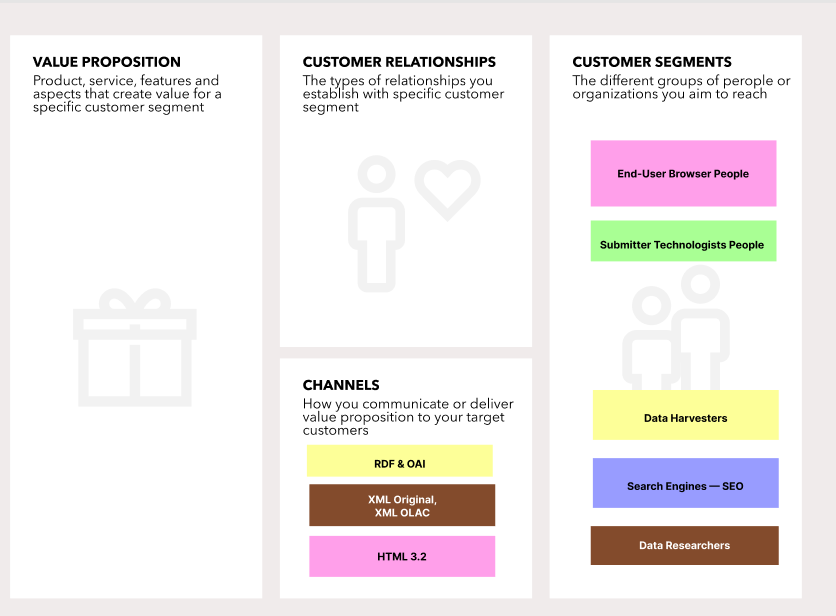 VALUE PROPOSITION
Product, service, features and
aspects that create value for a
specific customer segment
CUSTOMER RELATIONSHIPS
The types of relationships you
establish with specific customer
segment
CHANNELS
How you communicate or deliver
value proposition to your target
customers
RDF & OAI
XML Original,
XML OLAC
HTML 3.2
CUSTOMER SEGMENTS
The different groups of perople or
organizations you aim to reach
End-User Browser People
Submitter Technologists People
Data Harvesters
Search Engines — SEO
Data Researchers